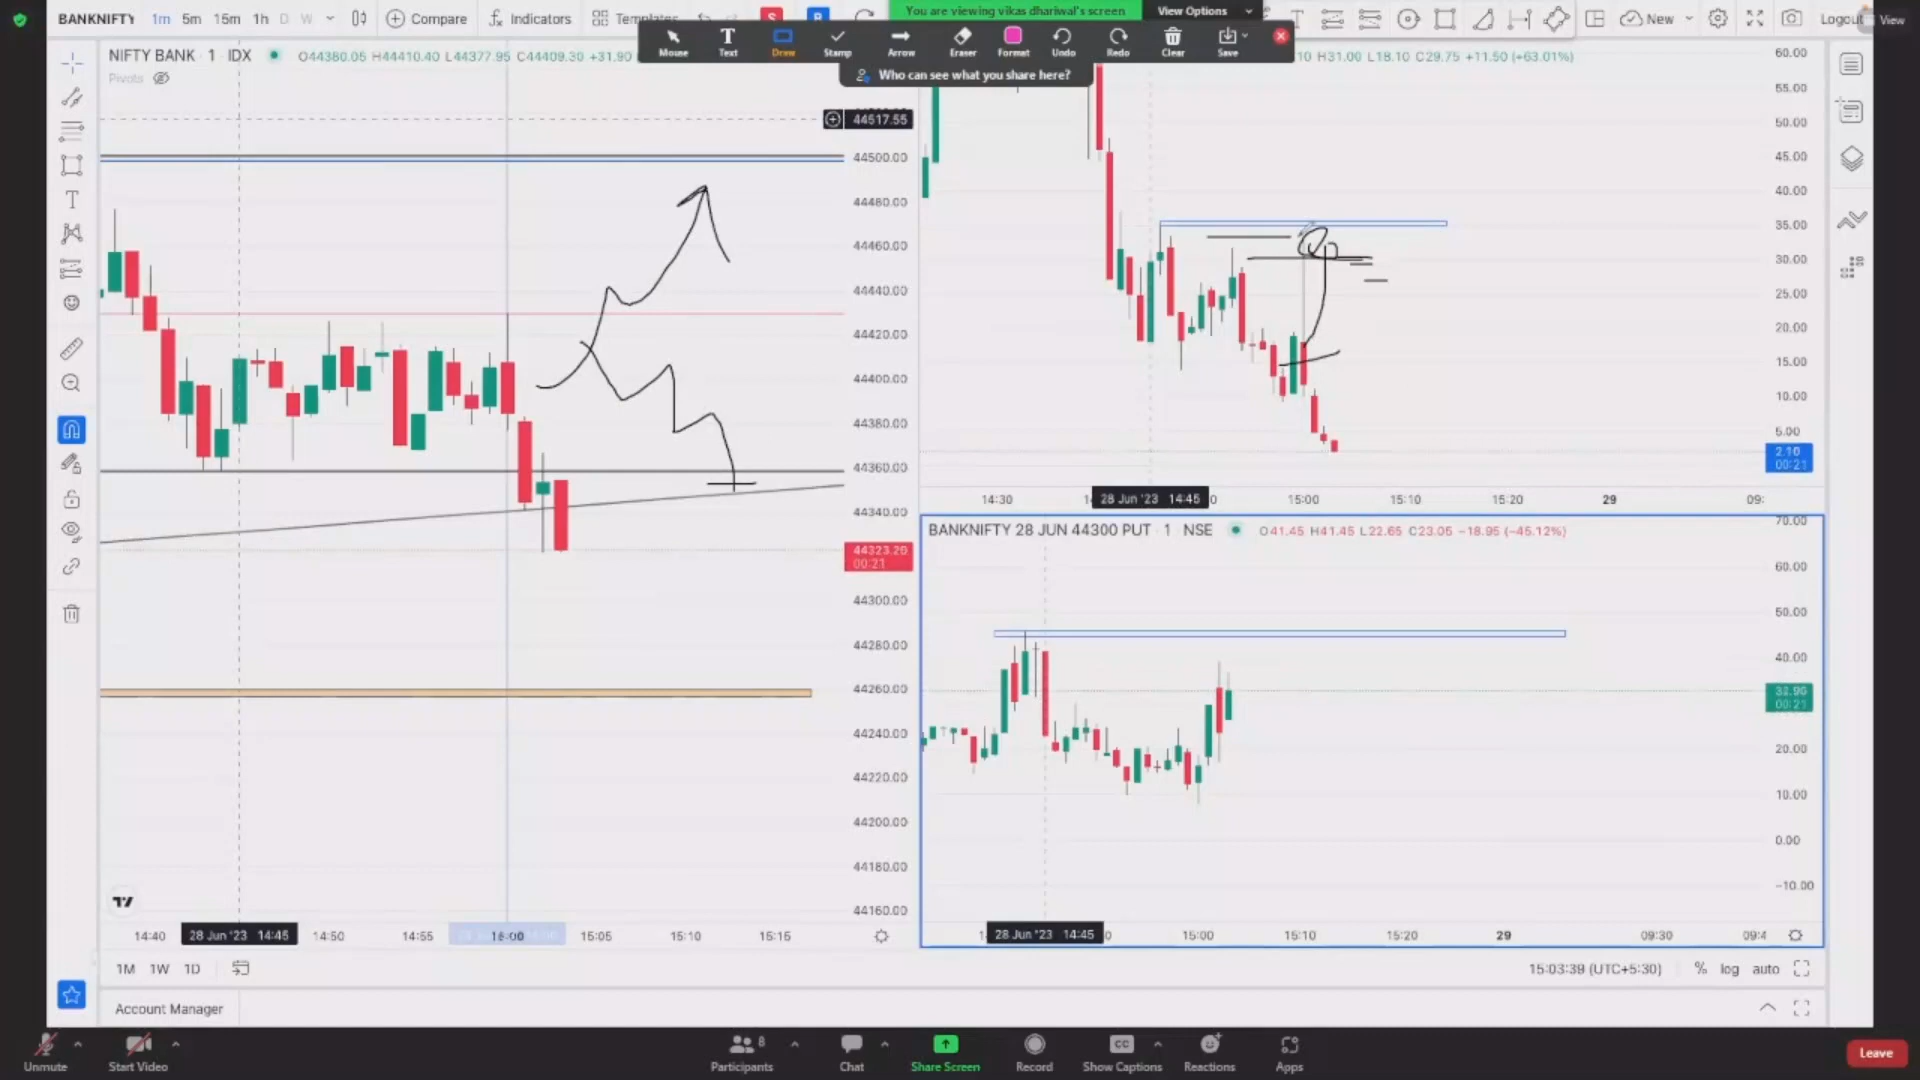 BANKNIFTY 1m 5m 15m 1h D W Compare Indicators Templates S B
You are viewing vikas dhariwal's screen View Options
New Logout View
Mouse Text Draw Stamp Arrow Eraser Format Undo Redo Clear Save
Who can see what you share here?
NIFTY BANK · 1 · IDX O44380.05 H44410.40 L44377.95 C44409.30 +31.90
Pivots
44517.55
44500.00
44480.00
44460.00
44440.00
44420.00
44400.00
44380.00
44360.00
44340.00
44323.20
00:21
44300.00
44280.00
44260.00
44240.00
44220.00
44200.00
44180.00
44160.00
14:40 28 Jun '23 14:45 14:50 14:55 15:00 15:05 15:10 15:15
H31.00 L18.10 C29.75 +11.50 (+63.01%)
60.00
55.00
50.00
45.00
40.00
35.00
30.00
25.00
20.00
15.00
10.00
5.00
2.10
00:21
14:30 28 Jun '23 14:45 15:00 15:10 15:20 29 09:
BANKNIFTY 28 JUN 44300 PUT · 1 · NSE O41.45 H41.45 L22.65 C23.05 −18.95 (−45.12%)
70.00
60.00
50.00
40.00
32.90
00:21
20.00
10.00
0.00
−10.00
28 Jun '23 14:45 15:00 15:10 15:20 29 09:30 09:4
1M 1W 1D
15:03:39 (UTC+5:30) % log auto
Account Manager
Unmute Start Video Participants 8 Chat Share Screen Record CC Show Captions Reactions Apps Leave